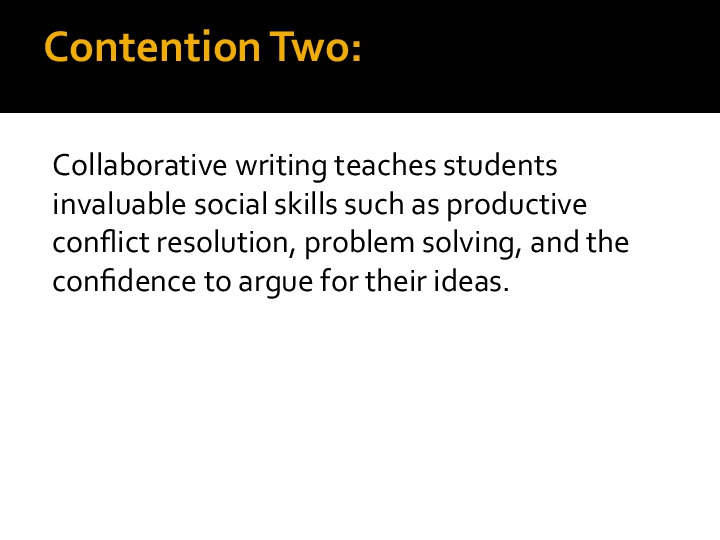 Contention Two:
Collaborative writing teaches students
invaluable social skills such as productive
conflict resolution, problem solving, and the
confidence to argue for their ideas.